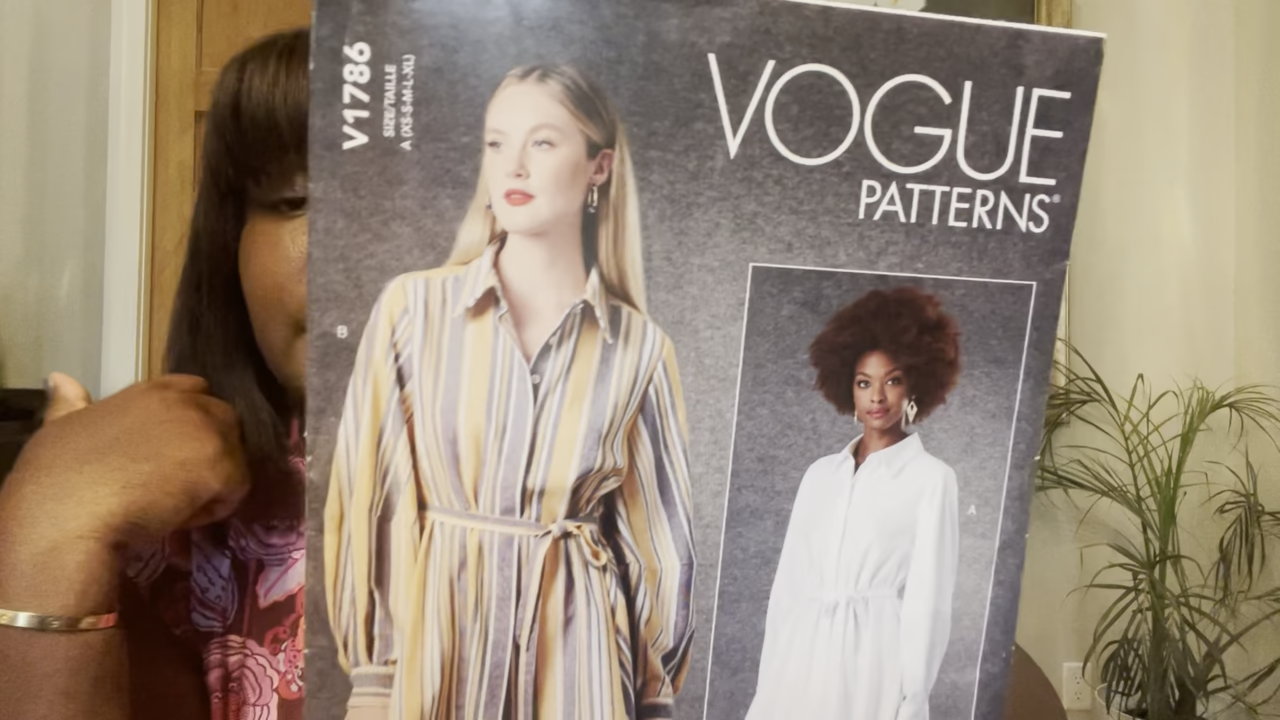 V1786
SIZE/TAILLE
A (XS-S-M-L-XL)
VOGUE
PATTERNS®
B
A